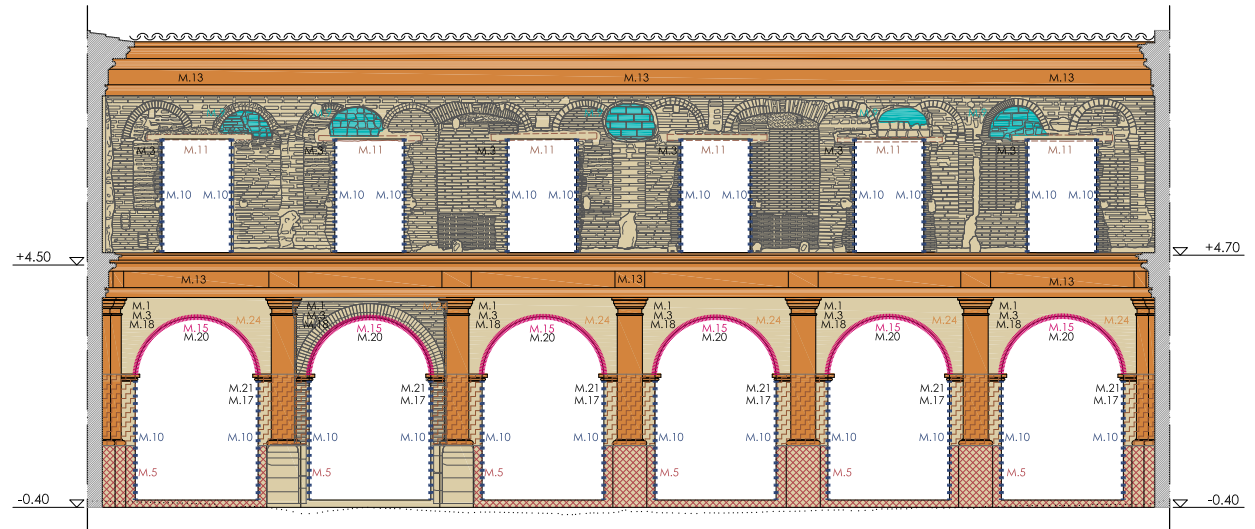 M.13 M.13 M.13
M.3 M.11 M.3 M.11 M.3 M.11 M.3 M.11 M.3 M.11 M.3 M.11
M.10 M.10 M.10 M.10 M.10 M.10 M.10 M.10 M.10 M.10 M.10 M.10
+4.50 +4.70
M.13 M.13 M.13
M.1 M.1 M.1 M.1 M.1 M.1
M.3 M.3 M.3 M.3 M.3 M.3
M.18 M.15 M.24 M.18 M.15 M.18 M.15 M.24 M.18 M.15 M.24 M.18 M.15 M.24 M.18 M.15 M.24
M.20 M.20 M.20 M.20 M.20 M.20
M.21 M.21 M.21 M.21 M.21 M.21
M.17 M.17 M.17 M.17 M.17 M.17
M.10 M.10 M.10 M.10 M.10 M.10 M.10 M.10 M.10 M.10 M.10 M.10
M.5 M.5 M.5 M.5 M.5 M.5
-0.40 -0.40